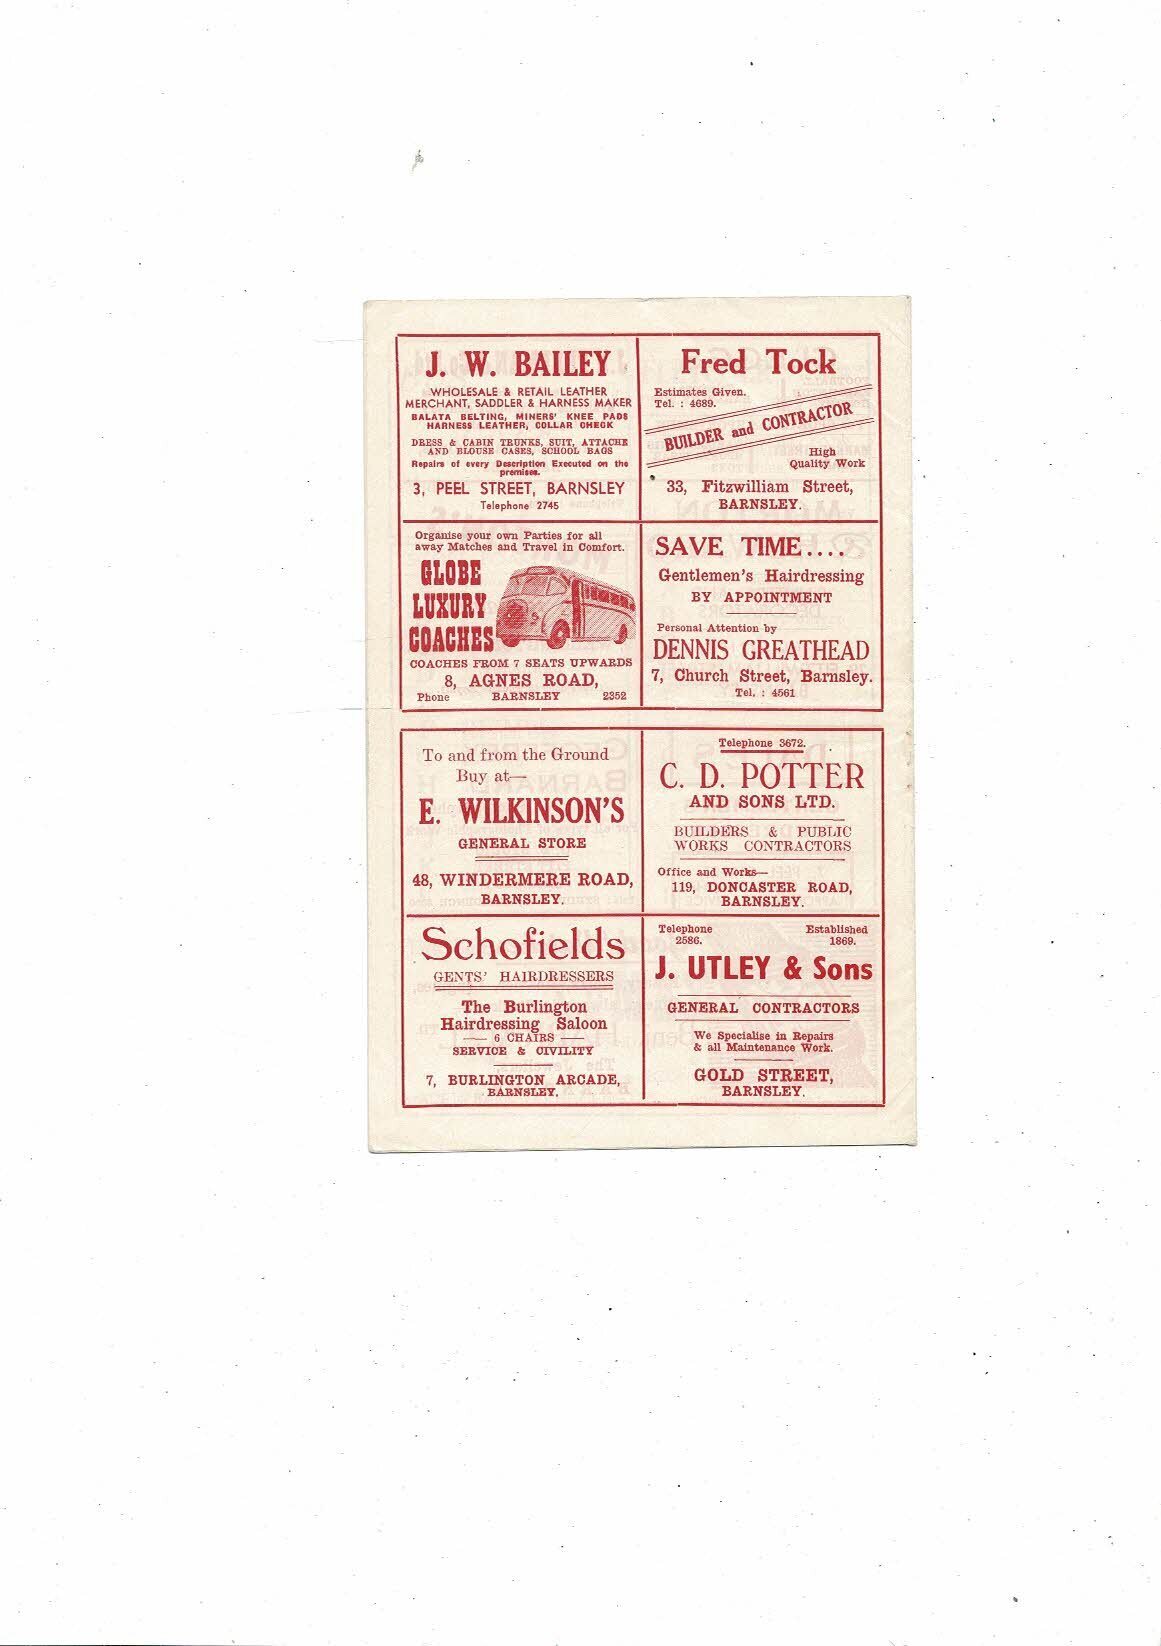 J. W. BAILEY
WHOLESALE & RETAIL LEATHER
MERCHANT, SADDLER & HARNESS MAKER
BALATA BELTING, MINERS' KNEE PADS
HARNESS LEATHER, COLLAR CHECK
DRESS & CABIN TRUNKS, SUIT, ATTACHE
AND BLOUSE CASES, SCHOOL BAGS
Repairs of every Description Executed on the
premises.
3, PEEL STREET, BARNSLEY
Telephone 2745
Fred Tock
Estimates Given.
Tel. : 4689.
BUILDER and CONTRACTOR
High
Quality Work
33, Fitzwilliam Street,
BARNSLEY.
Organise your own Parties for all
away Matches and Travel in Comfort.
GLOBE
LUXURY
COACHES
COACHES FROM 7 SEATS UPWARDS
8, AGNES ROAD,
Phone BARNSLEY 2352
SAVE TIME....
Gentlemen's Hairdressing
BY APPOINTMENT
Personal Attention by
DENNIS GREATHEAD
7, Church Street, Barnsley.
Tel. : 4561
To and from the Ground
Buy at—
E. WILKINSON'S
GENERAL STORE
48, WINDERMERE ROAD,
BARNSLEY.
Telephone 3672.
C. D. POTTER
AND SONS LTD.
BUILDERS & PUBLIC
WORKS CONTRACTORS
Office and Works—
119, DONCASTER ROAD,
BARNSLEY.
Schofields
GENTS' HAIRDRESSERS
The Burlington
Hairdressing Saloon
— 6 CHAIRS —
SERVICE & CIVILITY
7, BURLINGTON ARCADE,
BARNSLEY.
Telephone Established
2586. 1869.
J. UTLEY & Sons
GENERAL CONTRACTORS
We Specialise in Repairs
& all Maintenance Work.
GOLD STREET,
BARNSLEY.